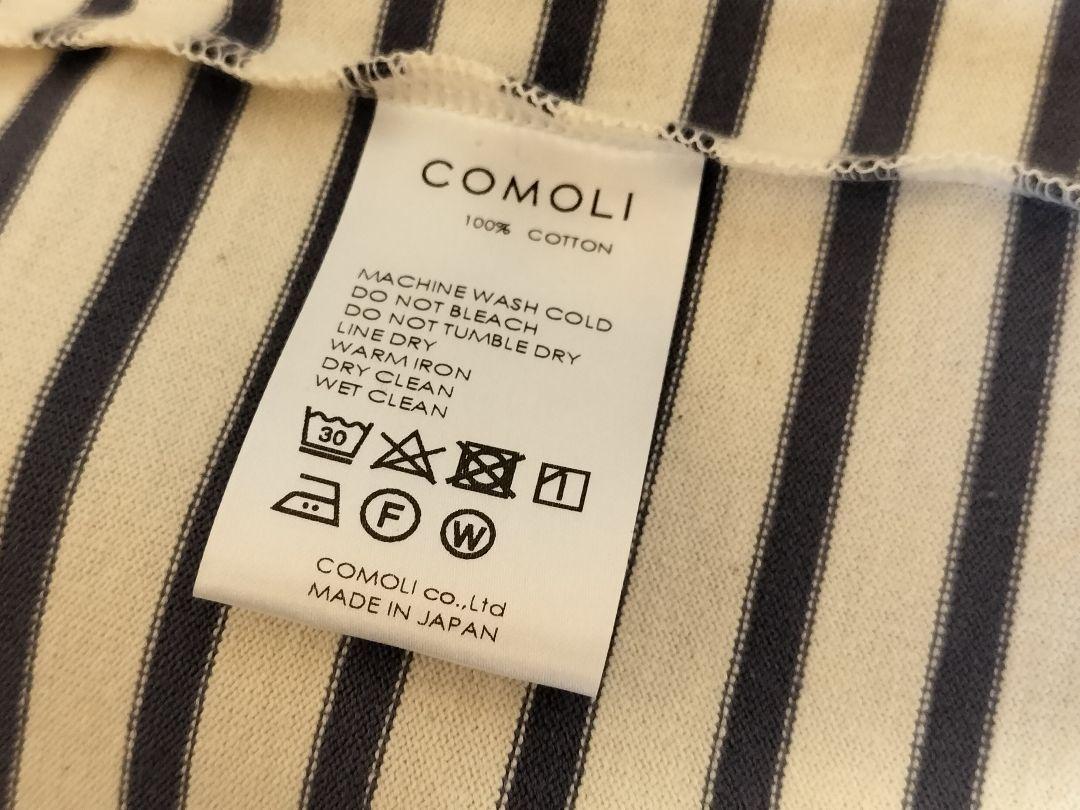 COMOLI
100% COTTON
MACHINE WASH COLD
DO NOT BLEACH
DO NOT TUMBLE DRY
LINE DRY
WARM IRON
DRY CLEAN
WET CLEAN
30
F W
COMOLI co.,Ltd
MADE IN JAPAN